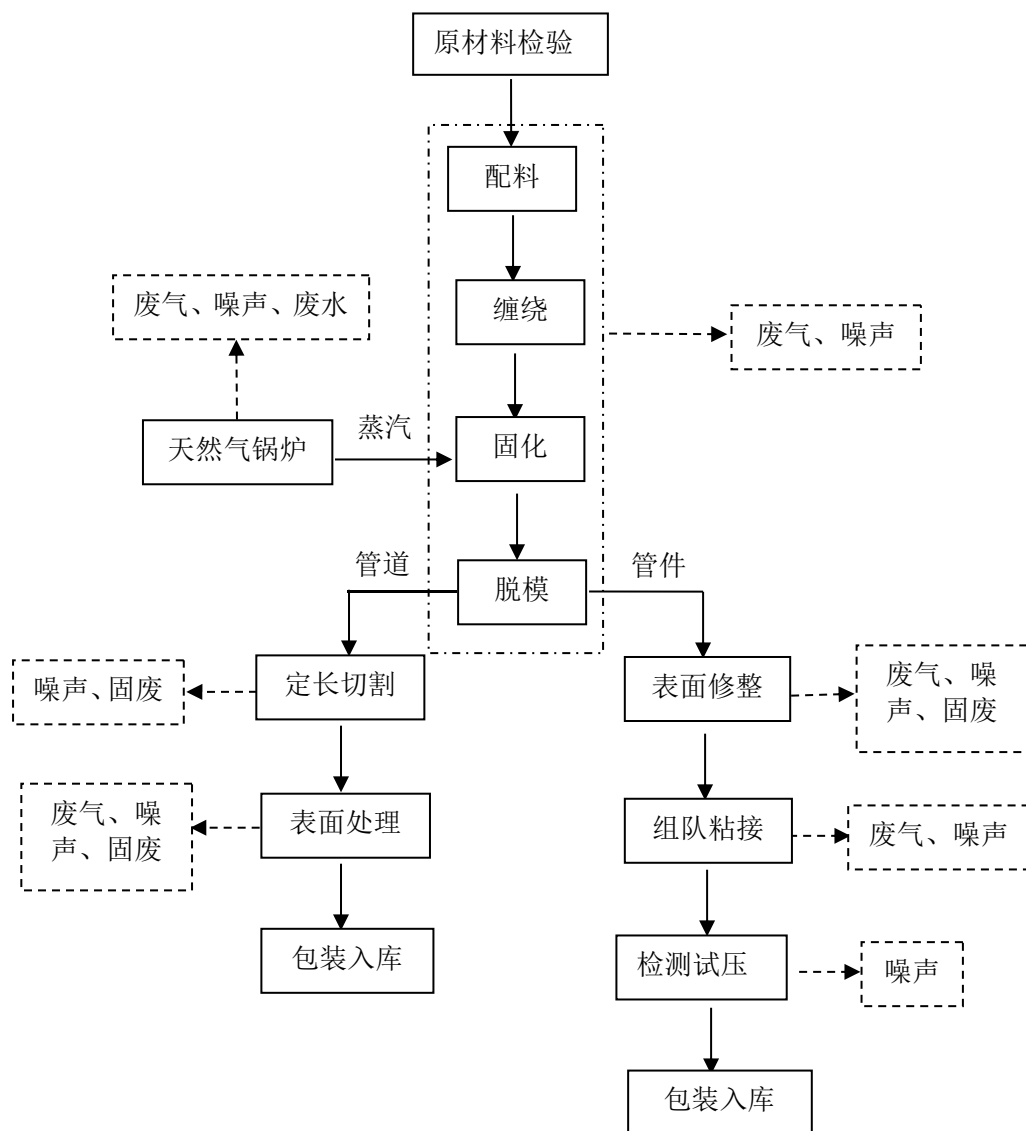 原材料检验
配料
缠绕
废气、噪声、废水
废气、噪声
天然气锅炉
蒸汽
固化
管道
管件
脱模
噪声、固废
定长切割
表面修整
废气、噪
声、固废
废气、噪
声、固废
表面处理
组队粘接
废气、噪声
包装入库
检测试压
噪声
包装入库